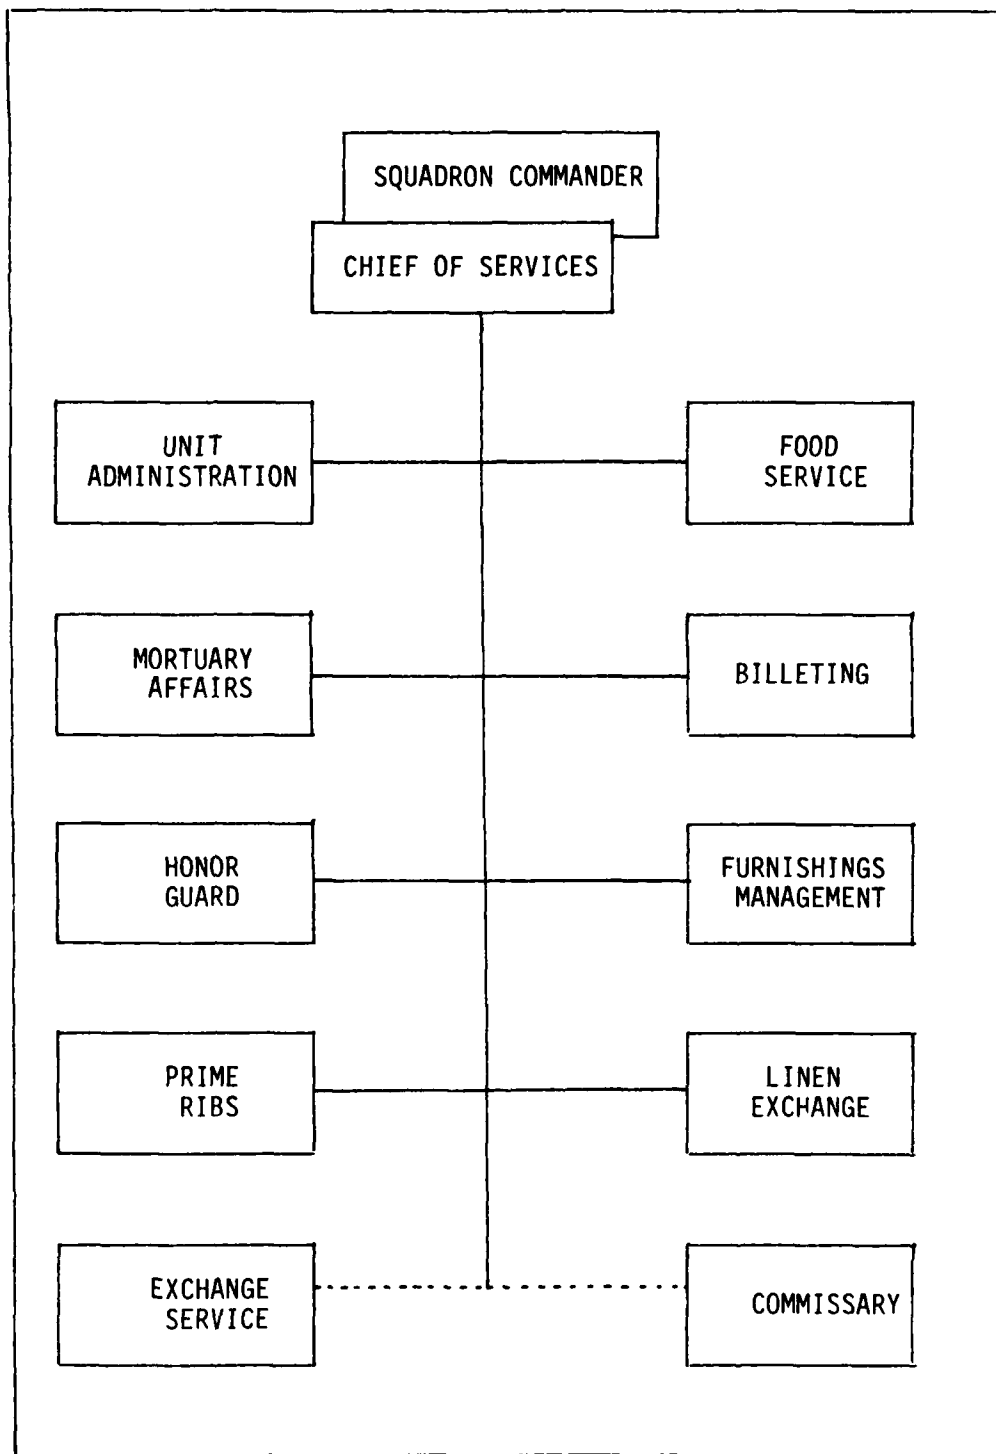 SQUADRON COMMANDER
CHIEF OF SERVICES
UNIT
ADMINISTRATION
FOOD
SERVICE
MORTUARY
AFFAIRS
BILLETING
HONOR
GUARD
FURNISHINGS
MANAGEMENT
PRIME
RIBS
LINEN
EXCHANGE
EXCHANGE
SERVICE
COMMISSARY